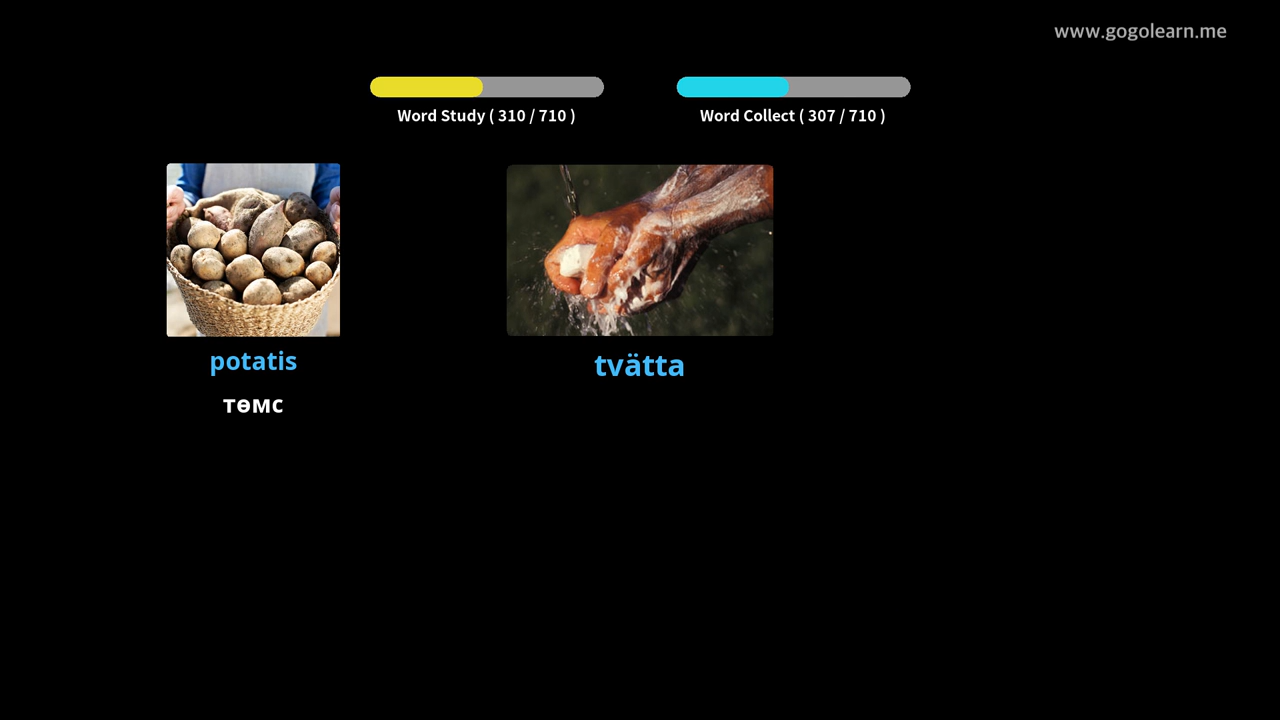 www.gogolearn.me
Word Study ( 310 / 710 )
Word Collect ( 307 / 710 )
potatis
төмс
tvätta